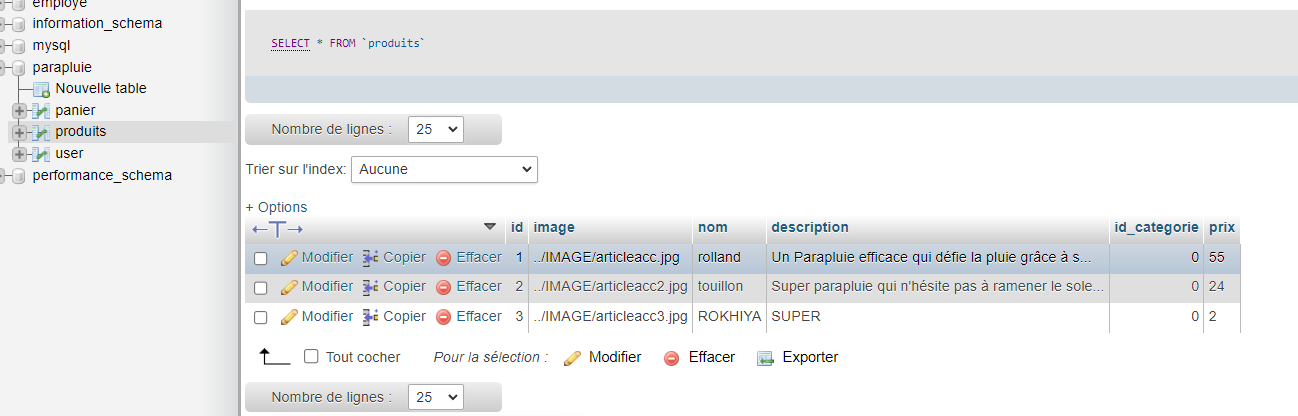 employe
information_schema
mysql
parapluie
Nouvelle table
panier
produits
user
performance_schema
SELECT * FROM `produits`
Nombre de lignes : 25
Trier sur l'index: Aucune
+ Options
id image nom description id_categorie prix
Modifier Copier Effacer 1 ../IMAGE/articleacc.jpg rolland Un Parapluie efficace qui défie la pluie grâce à s... 0 55
Modifier Copier Effacer 2 ../IMAGE/articleacc2.jpg touillon Super parapluie qui n'hésite pas à ramener le sole... 0 24
Modifier Copier Effacer 3 ../IMAGE/articleacc3.jpg ROKHIYA SUPER 0 2
Tout cocher Pour la sélection : Modifier Effacer Exporter
Nombre de lignes : 25